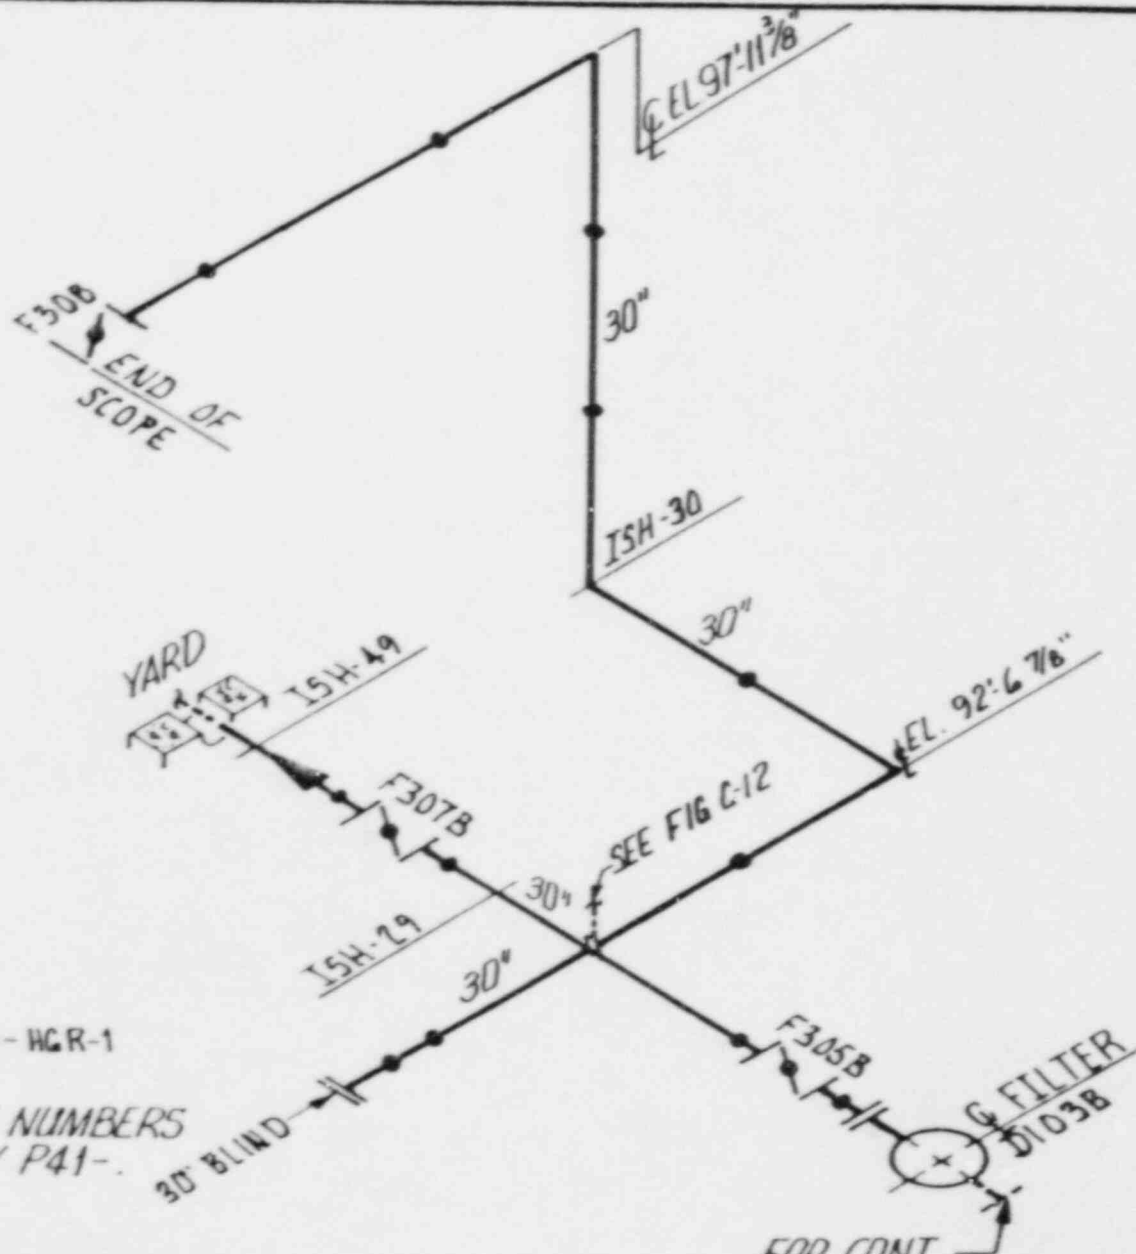 ℄ EL 97'-11 3/8"
30"
F30B
END OF
SCOPE
ISH-30
30"
EL. 92'-6 7/8"
YARD
ISH-49
F307B
SEE FIG C-12
30"
ISH-29
30"
- HGR-1
F305B
NUMBERS
P41-.
30" BLIND
℄ FILTER
D103B
FOR CONT